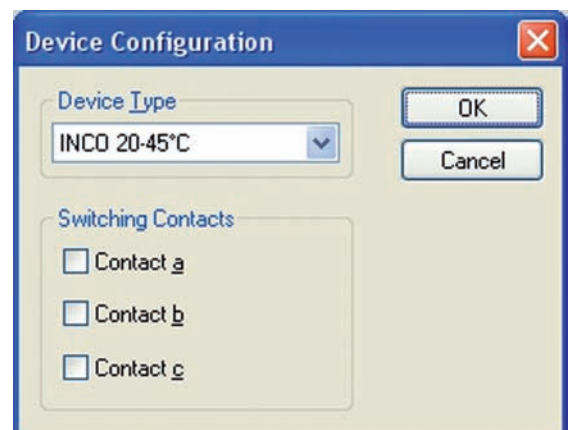 Device Configuration
Device Type
INCO 20-45°C
OK
Cancel
Switching Contacts
Contact a
Contact b
Contact c